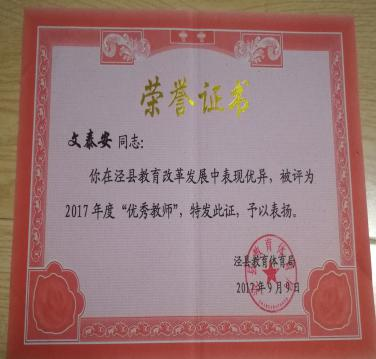 荣誉证书
文泰安 同志：
你在泾县教育改革发展中表现优异，被评为
2017年度“优秀教师”，特发此证，予以表扬。
泾县教育体育局
2017年9月9日